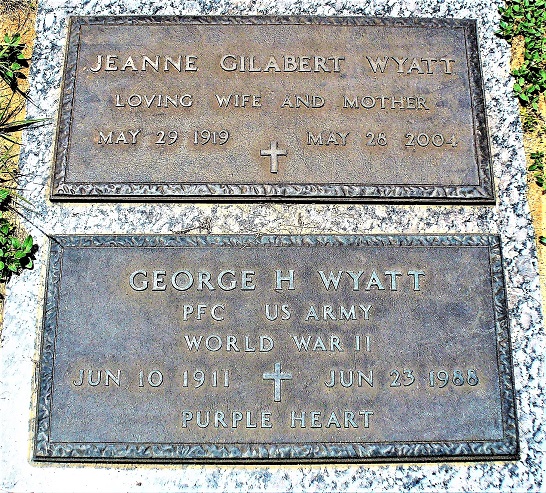 JEANNE GILABERT WYATT
LOVING WIFE AND MOTHER
MAY 29 1919 MAY 28 2004
GEORGE H WYATT
PFC US ARMY
WORLD WAR II
JUN 10 1911 JUN 23 1988
PURPLE HEART